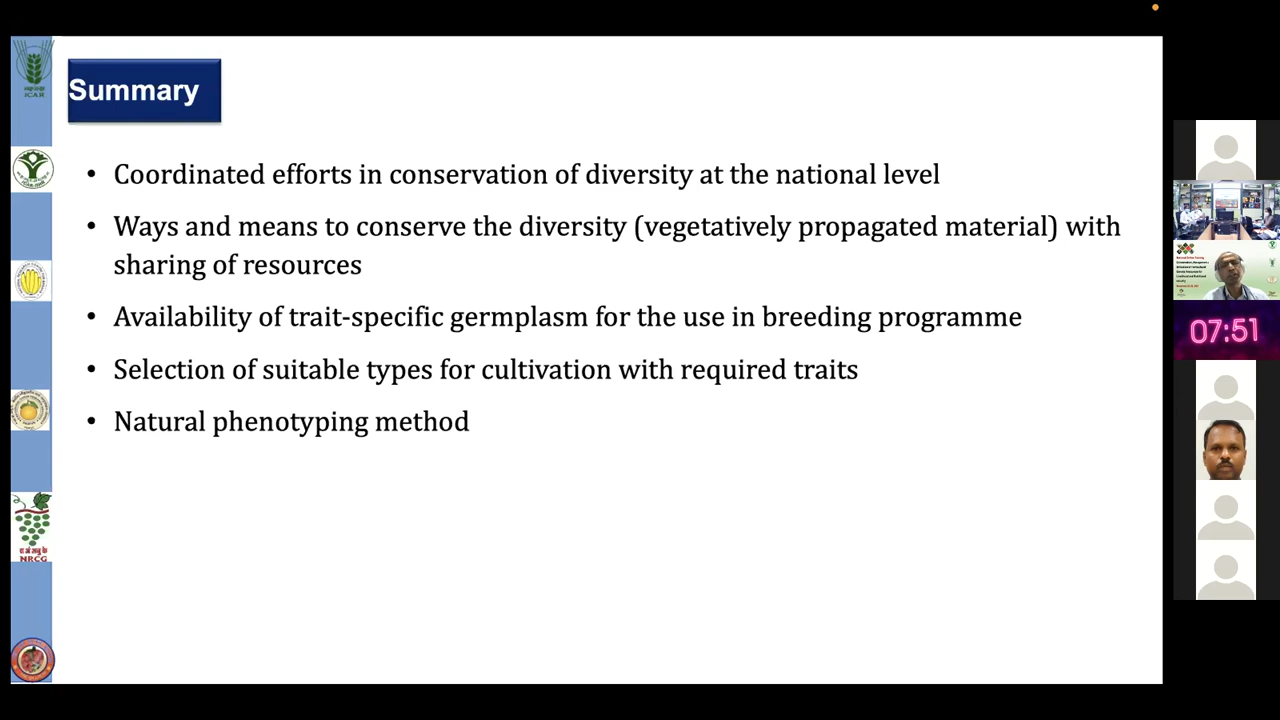 ICAR
Summary
• Coordinated efforts in conservation of diversity at the national level
• Ways and means to conserve the diversity (vegetatively propagated material) with
sharing of resources
• Availability of trait-specific germplasm for the use in breeding programme
• Selection of suitable types for cultivation with required traits
• Natural phenotyping method
NRCG
07:51